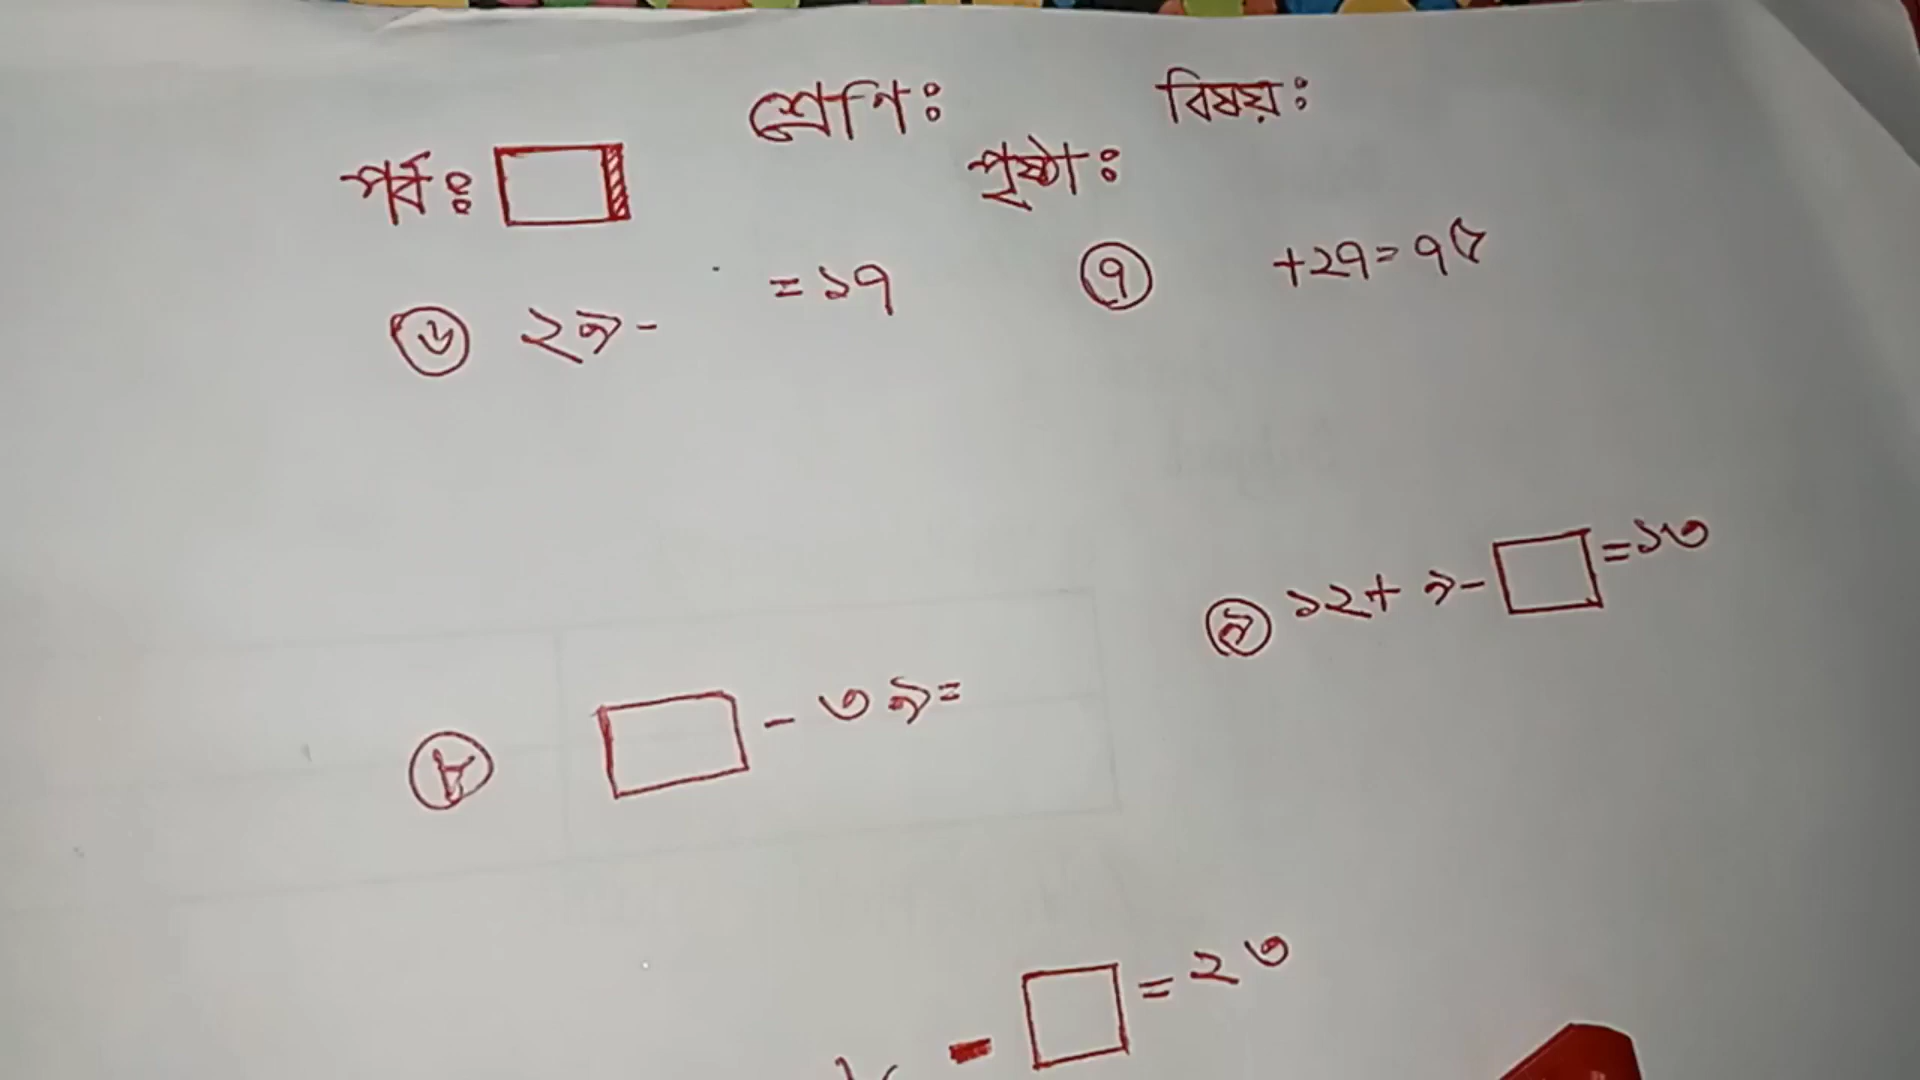 শ্রেণি: বিষয়:
পর্ব: পৃষ্ঠা:
৬ ২৯- =১৭
৭ +২৭=৭৫
৮ - ৩৯=
৯ ১২+ ৯- =১৩
- =২৩